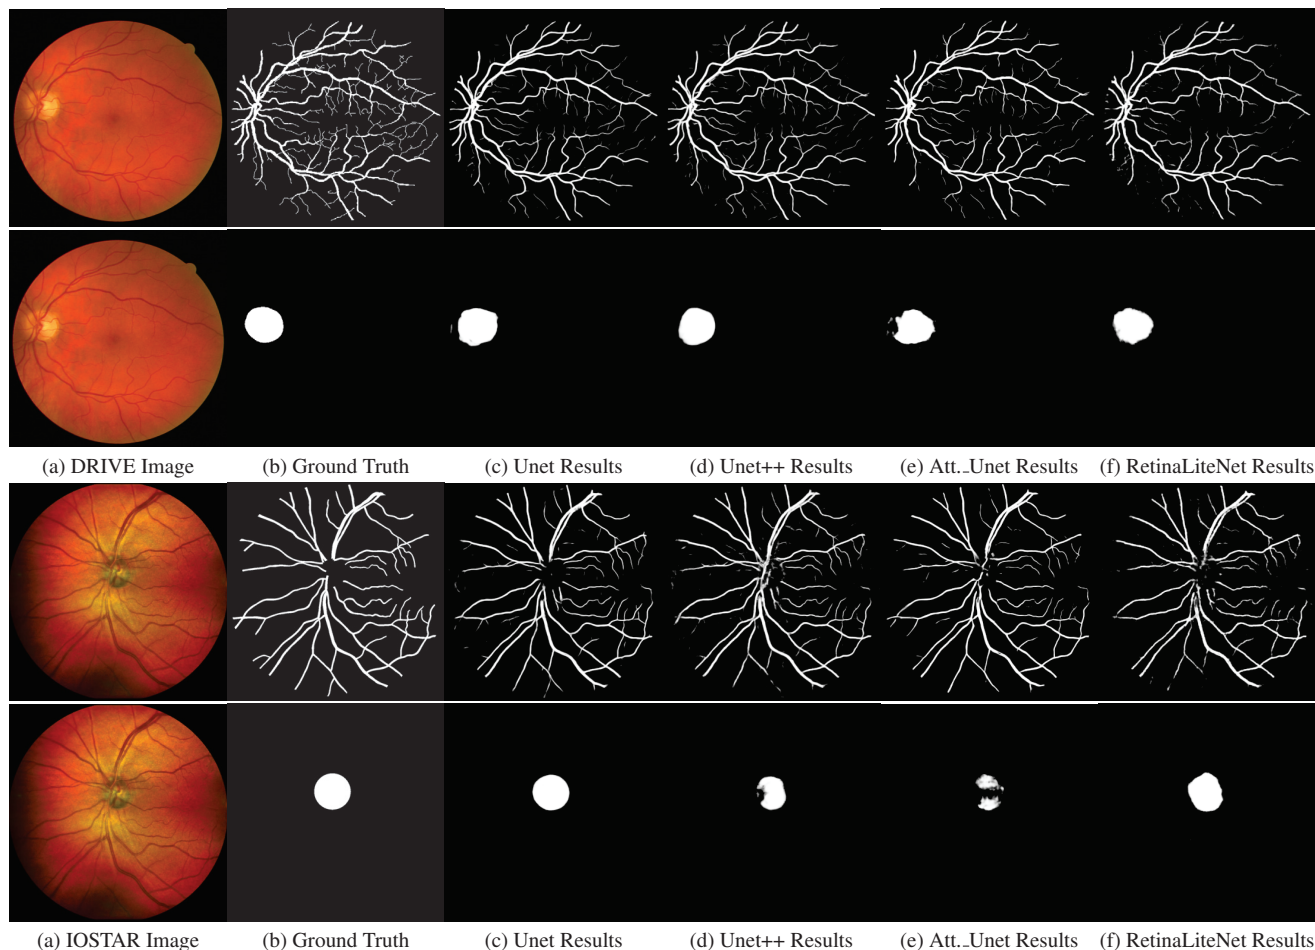 (a) DRIVE Image (b) Ground Truth (c) Unet Results (d) Unet++ Results (e) Att._Unet Results (f) RetinaLiteNet Results
(a) IOSTAR Image (b) Ground Truth (c) Unet Results (d) Unet++ Results (e) Att._Unet Results (f) RetinaLiteNet Results